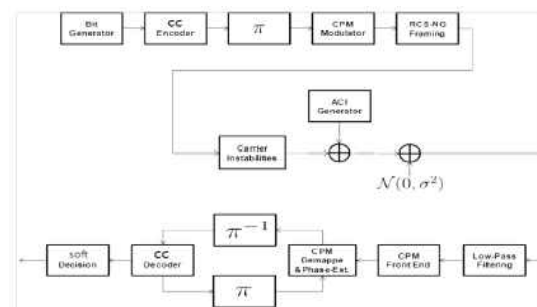 Bit
Generator
CC
Encoder
π
CPM
Modulator
RCS-NG
Framing
ACI
Generator
Carrier
Instabilities
N(0, σ²)
π⁻¹
soft
Decision
CC
Decoder
CPM
Demappe
& Phase-Est.
CPM
Front End
Low-Pass
Filtering
π